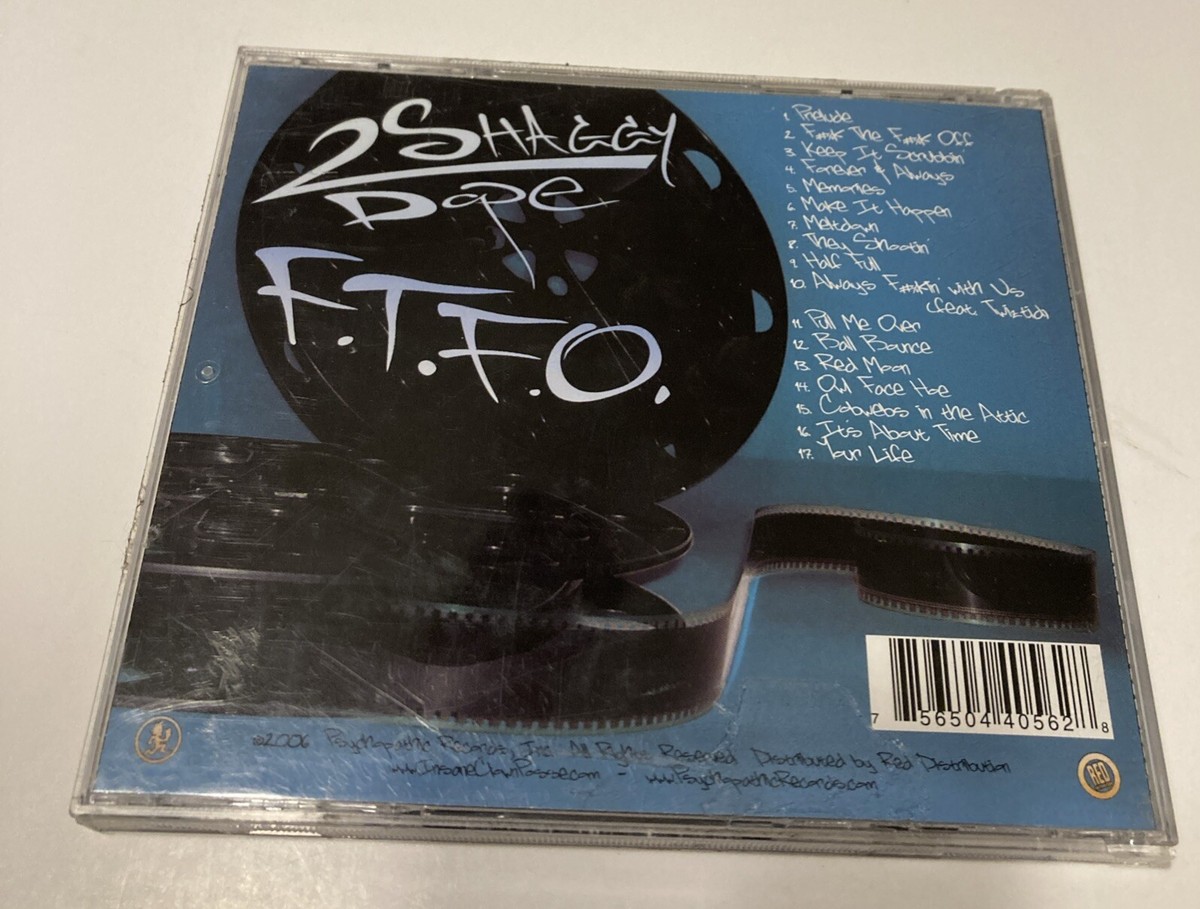 2 SHAGGY
Dope
F.T.F.O.
1. Prelude
2. F##k The F##k Off
3. Keep It Struttin
4. Forever & Always
5. Memories
6. Make It Happen
7. Meltdown
8. They Shootin'
9. Half Full
10. Always F##kin' with Us
(feat. Twiztid)
11. Pull Me Over
12. Ball Bounce
13. Red Moon
14. Owl Face Hoe
15. Cobwebs in the Attic
16. It's About Time
17. Your Life
7 56504 40562 8
©2006 Psychopathic Records, Inc. All Rights Reserved. Distributed by Red Distribution
www.InsaneClownPosse.com - www.PsychopathicRecords.com
RED